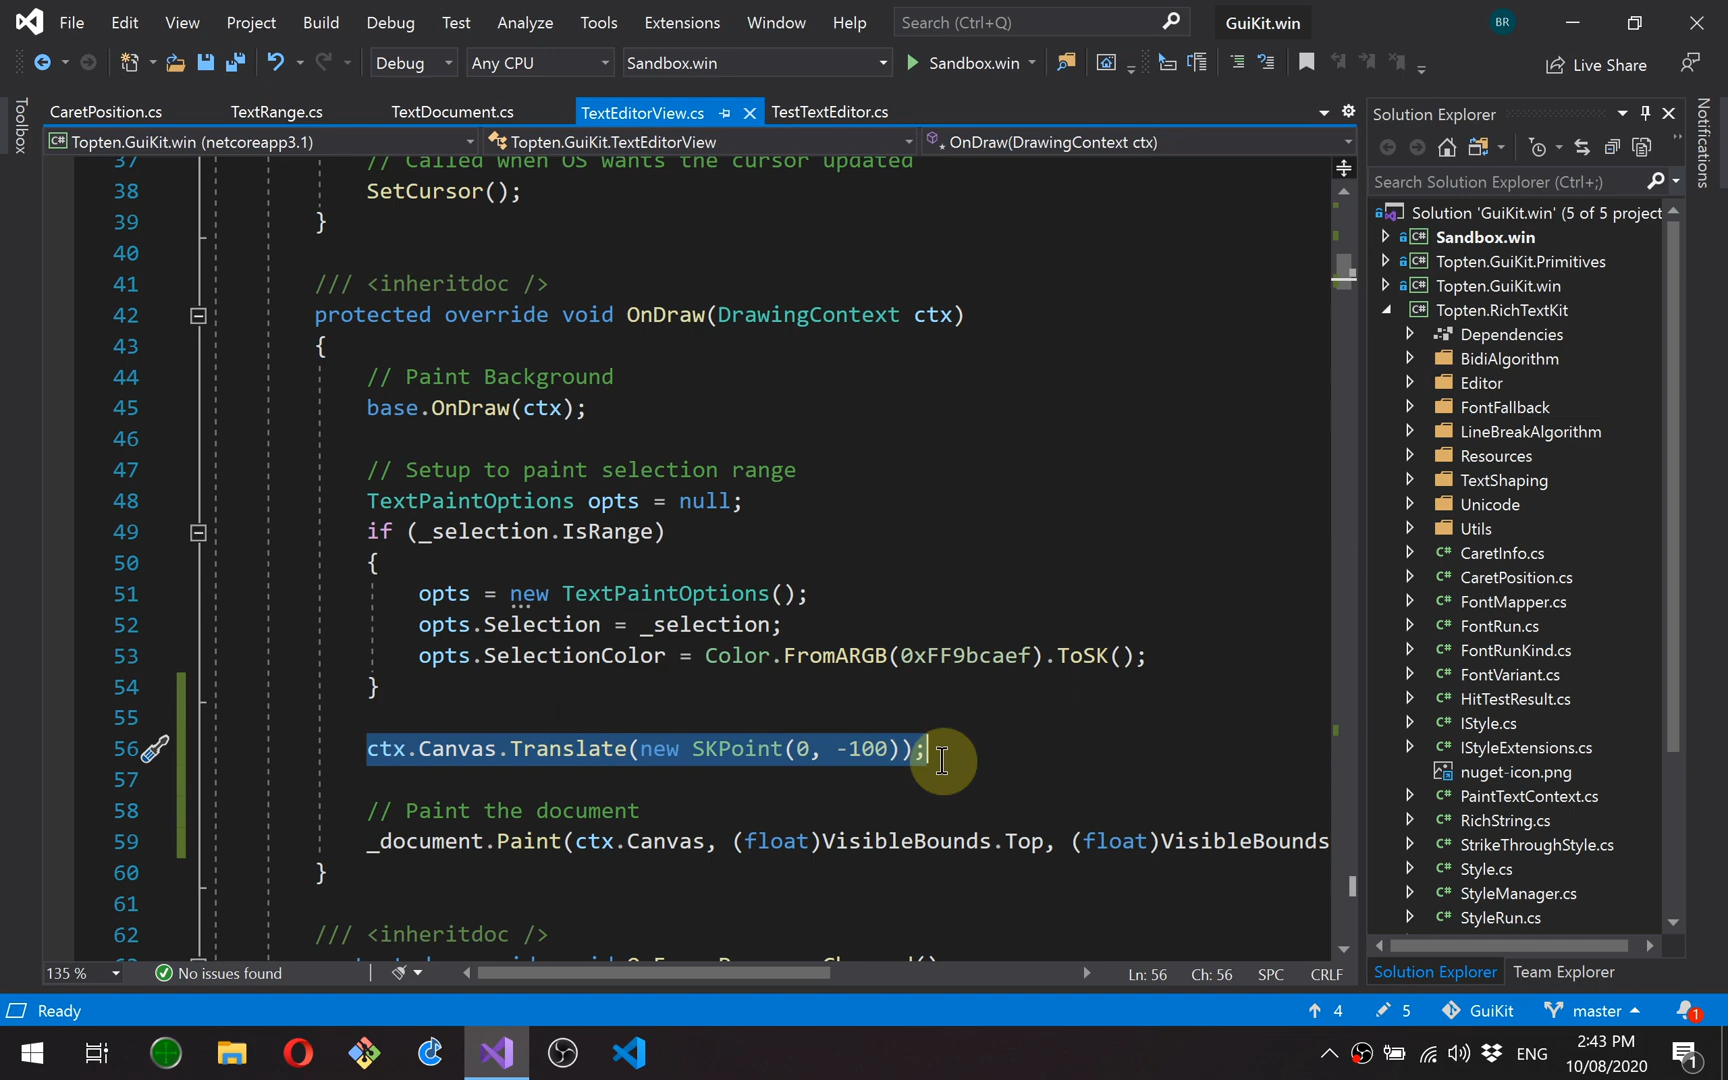 File Edit View Project Build Debug Test Analyze Tools Extensions Window Help Search (Ctrl+Q) GuiKit.win BR
Debug Any CPU Sandbox.win Sandbox.win Live Share
Toolbox
CaretPosition.cs TextRange.cs TextDocument.cs TextEditorView.cs TestTextEditor.cs
Topten.GuiKit.win (netcoreapp3.1) Topten.GuiKit.TextEditorView OnDraw(DrawingContext ctx)
37 // Called when OS wants the cursor updated
38 SetCursor();
39 }
40
41 /// <inheritdoc />
42 protected override void OnDraw(DrawingContext ctx)
43 {
44 // Paint Background
45 base.OnDraw(ctx);
46
47 // Setup to paint selection range
48 TextPaintOptions opts = null;
49 if (_selection.IsRange)
50 {
51 opts = new TextPaintOptions();
52 opts.Selection = _selection;
53 opts.SelectionColor = Color.FromARGB(0xFF9bcaef).ToSK();
54 }
55
56 ctx.Canvas.Translate(new SKPoint(0, -100));
57
58 // Paint the document
59 _document.Paint(ctx.Canvas, (float)VisibleBounds.Top, (float)VisibleBounds
60 }
61
62 /// <inheritdoc />
135 % No issues found Ln: 56 Ch: 56 SPC CRLF
Solution Explorer
Search Solution Explorer (Ctrl+;)
Solution 'GuiKit.win' (5 of 5 project
Sandbox.win
Topten.GuiKit.Primitives
Topten.GuiKit.win
Topten.RichTextKit
Dependencies
BidiAlgorithm
Editor
FontFallback
LineBreakAlgorithm
Resources
TextShaping
Unicode
Utils
C# CaretInfo.cs
C# CaretPosition.cs
C# FontMapper.cs
C# FontRun.cs
C# FontRunKind.cs
C# FontVariant.cs
C# HitTestResult.cs
C# IStyle.cs
C# IStyleExtensions.cs
nuget-icon.png
C# PaintTextContext.cs
C# RichString.cs
C# StrikeThroughStyle.cs
C# Style.cs
C# StyleManager.cs
C# StyleRun.cs
Solution Explorer Team Explorer
Notifications
Ready 4 5 GuiKit master 1
ENG 2:43 PM
10/08/2020 1